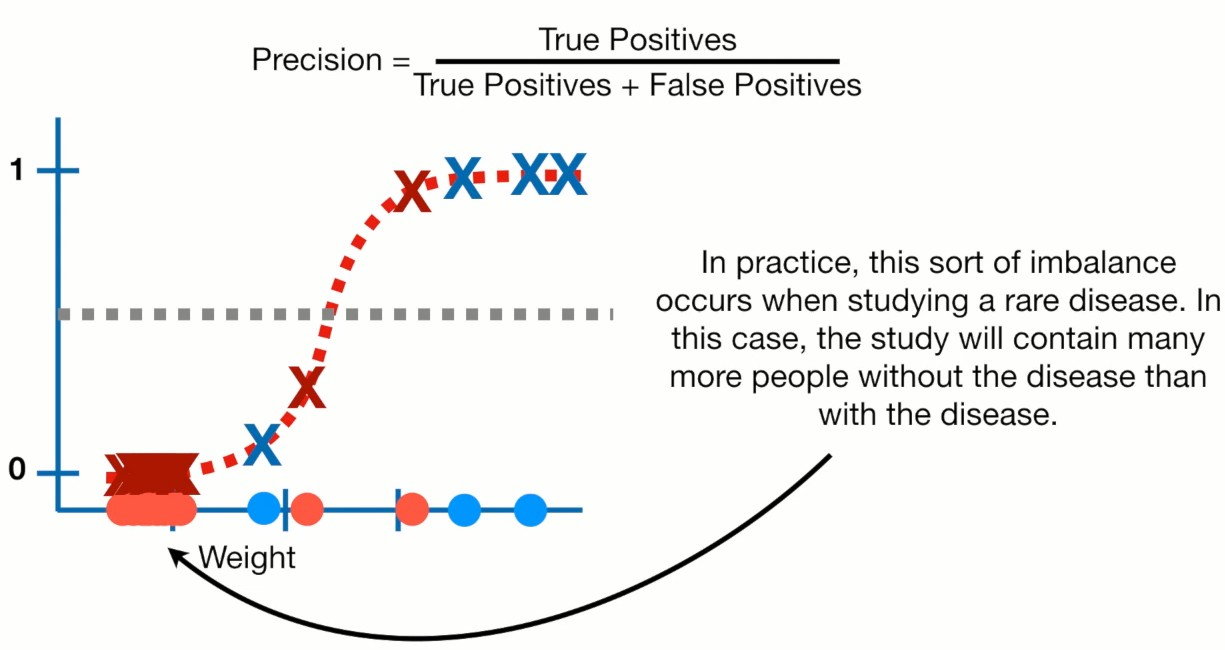 True Positives
Precision =
True Positives + False Positives
1
0
X X X X
X
X
Weight
In practice, this sort of imbalance
occurs when studying a rare disease. In
this case, the study will contain many
more people without the disease than
with the disease.